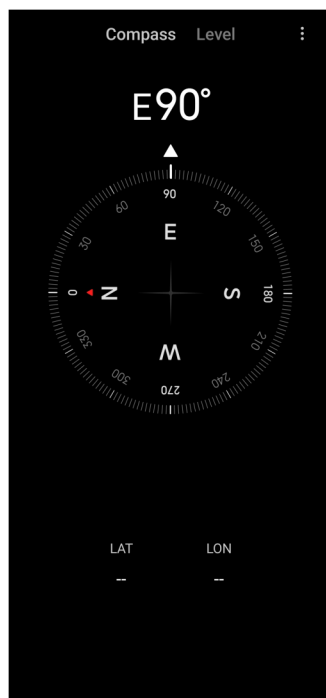 Compass Level
E90°
90
60 120
E
30 150
0 N S 180
330 210
W
300 240
270
LAT LON
-- --